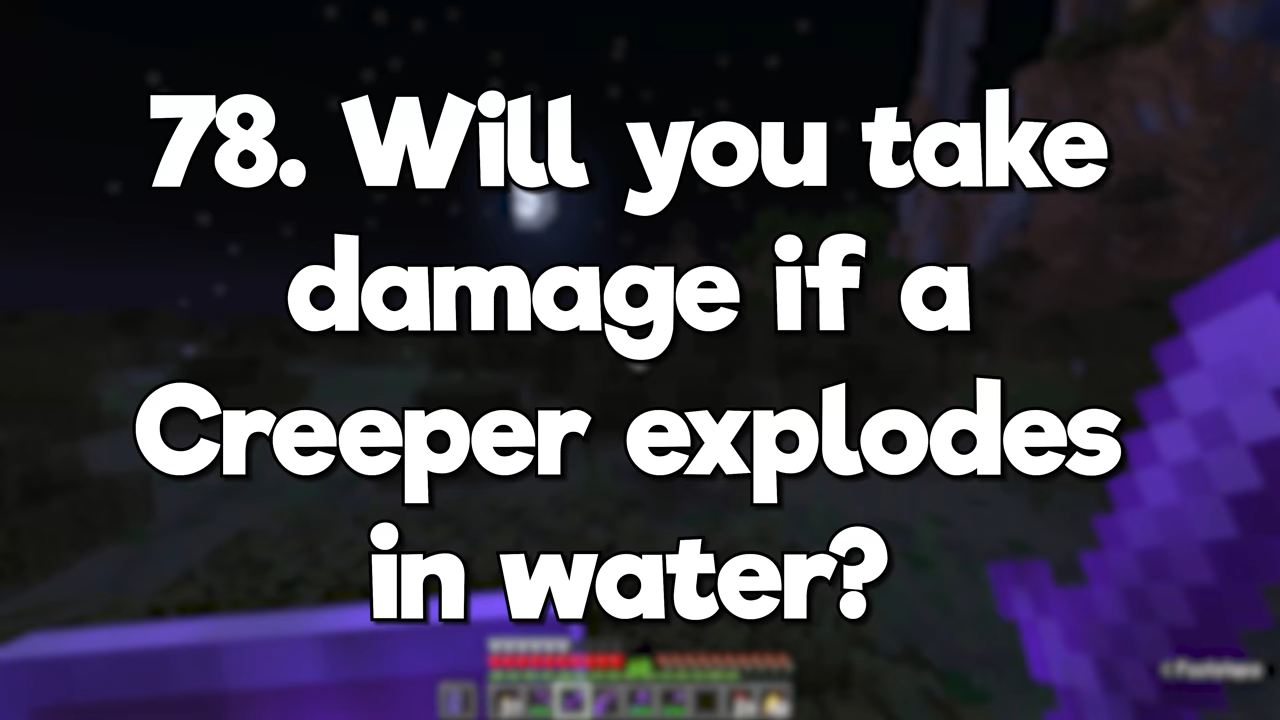 78. Will you take
damage if a
Creeper explodes
in water?